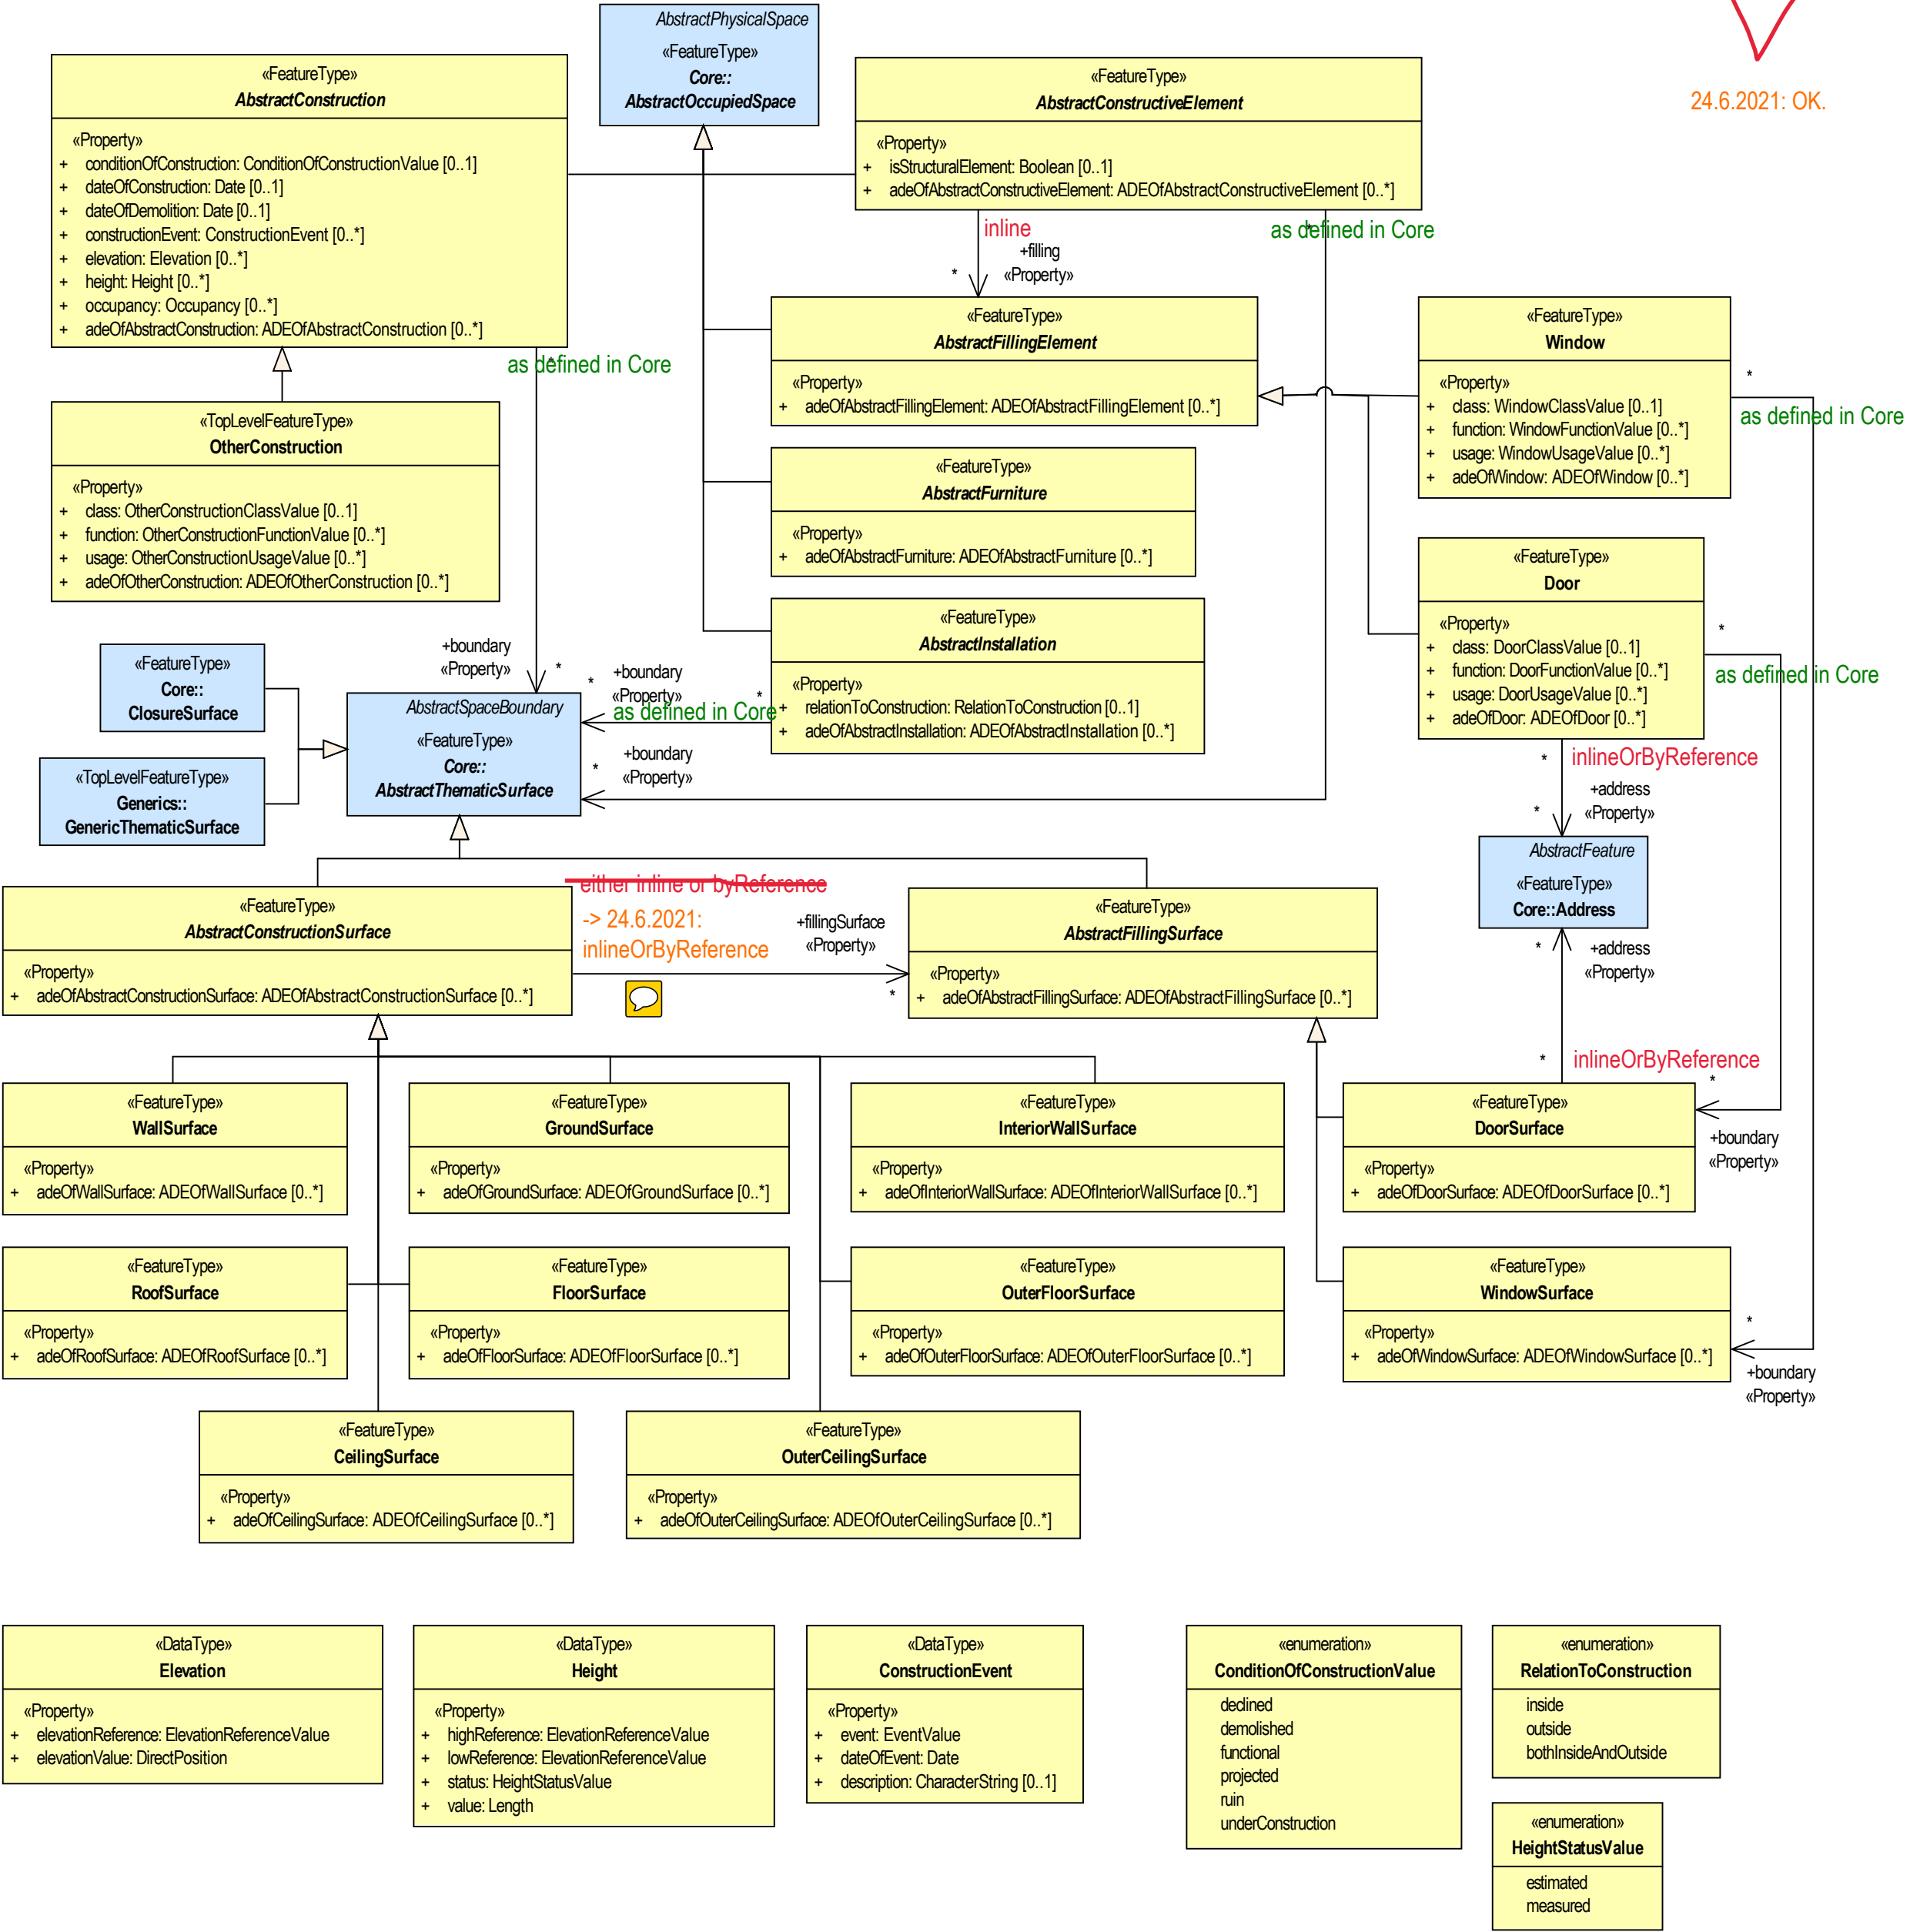 AbstractPhysicalSpace
«FeatureType»
Core::
AbstractOccupiedSpace
«FeatureType»
AbstractConstruction
«Property»
+ conditionOfConstruction: ConditionOfConstructionValue [0..1]
+ dateOfConstruction: Date [0..1]
+ dateOfDemolition: Date [0..1]
+ constructionEvent: ConstructionEvent [0..*]
+ elevation: Elevation [0..*]
+ height: Height [0..*]
+ occupancy: Occupancy [0..*]
+ adeOfAbstractConstruction: ADEOfAbstractConstruction [0..*]
«FeatureType»
AbstractConstructiveElement
«Property»
+ isStructuralElement: Boolean [0..1]
+ adeOfAbstractConstructiveElement: ADEOfAbstractConstructiveElement [0..*]
24.6.2021: OK.
inline
+filling
«Property»
*
*
as defined in Core
*
as defined in Core
«TopLevelFeatureType»
OtherConstruction
«Property»
+ class: OtherConstructionClassValue [0..1]
+ function: OtherConstructionFunctionValue [0..*]
+ usage: OtherConstructionUsageValue [0..*]
+ adeOfOtherConstruction: ADEOfOtherConstruction [0..*]
«FeatureType»
AbstractFillingElement
«Property»
+ adeOfAbstractFillingElement: ADEOfAbstractFillingElement [0..*]
«FeatureType»
Window
«Property»
+ class: WindowClassValue [0..1]
+ function: WindowFunctionValue [0..*]
+ usage: WindowUsageValue [0..*]
+ adeOfWindow: ADEOfWindow [0..*]
*
as defined in Core
«FeatureType»
AbstractFurniture
«Property»
+ adeOfAbstractFurniture: ADEOfAbstractFurniture [0..*]
«FeatureType»
Door
«Property»
+ class: DoorClassValue [0..1]
+ function: DoorFunctionValue [0..*]
+ usage: DoorUsageValue [0..*]
+ adeOfDoor: ADEOfDoor [0..*]
*
as defined in Core
«FeatureType»
AbstractInstallation
«Property»
+ relationToConstruction: RelationToConstruction [0..1]
+ adeOfAbstractInstallation: ADEOfAbstractInstallation [0..*]
+boundary
«Property»
*
+boundary
«Property»
*
*
as defined in Core
+boundary
«Property»
*
«FeatureType»
Core::
ClosureSurface
«TopLevelFeatureType»
Generics::
GenericThematicSurface
AbstractSpaceBoundary
«FeatureType»
Core::
AbstractThematicSurface
*
inlineOrByReference
+address
«Property»
*
AbstractFeature
«FeatureType»
Core::Address
*
+address
«Property»
*
inlineOrByReference
«FeatureType»
AbstractConstructionSurface
«Property»
+ adeOfAbstractConstructionSurface: ADEOfAbstractConstructionSurface [0..*]
either inline or byReference
-> 24.6.2021:
inlineOrByReference
+fillingSurface
«Property»
*
«FeatureType»
AbstractFillingSurface
«Property»
+ adeOfAbstractFillingSurface: ADEOfAbstractFillingSurface [0..*]
«FeatureType»
WallSurface
«Property»
+ adeOfWallSurface: ADEOfWallSurface [0..*]
«FeatureType»
GroundSurface
«Property»
+ adeOfGroundSurface: ADEOfGroundSurface [0..*]
«FeatureType»
InteriorWallSurface
«Property»
+ adeOfInteriorWallSurface: ADEOfInteriorWallSurface [0..*]
«FeatureType»
DoorSurface
«Property»
+ adeOfDoorSurface: ADEOfDoorSurface [0..*]
*
+boundary
«Property»
«FeatureType»
RoofSurface
«Property»
+ adeOfRoofSurface: ADEOfRoofSurface [0..*]
«FeatureType»
FloorSurface
«Property»
+ adeOfFloorSurface: ADEOfFloorSurface [0..*]
«FeatureType»
OuterFloorSurface
«Property»
+ adeOfOuterFloorSurface: ADEOfOuterFloorSurface [0..*]
«FeatureType»
WindowSurface
«Property»
+ adeOfWindowSurface: ADEOfWindowSurface [0..*]
*
+boundary
«Property»
«FeatureType»
CeilingSurface
«Property»
+ adeOfCeilingSurface: ADEOfCeilingSurface [0..*]
«FeatureType»
OuterCeilingSurface
«Property»
+ adeOfOuterCeilingSurface: ADEOfOuterCeilingSurface [0..*]
«DataType»
Elevation
«Property»
+ elevationReference: ElevationReferenceValue
+ elevationValue: DirectPosition
«DataType»
Height
«Property»
+ highReference: ElevationReferenceValue
+ lowReference: ElevationReferenceValue
+ status: HeightStatusValue
+ value: Length
«DataType»
ConstructionEvent
«Property»
+ event: EventValue
+ dateOfEvent: Date
+ description: CharacterString [0..1]
«enumeration»
ConditionOfConstructionValue
declined
demolished
functional
projected
ruin
underConstruction
«enumeration»
RelationToConstruction
inside
outside
bothInsideAndOutside
«enumeration»
HeightStatusValue
estimated
measured